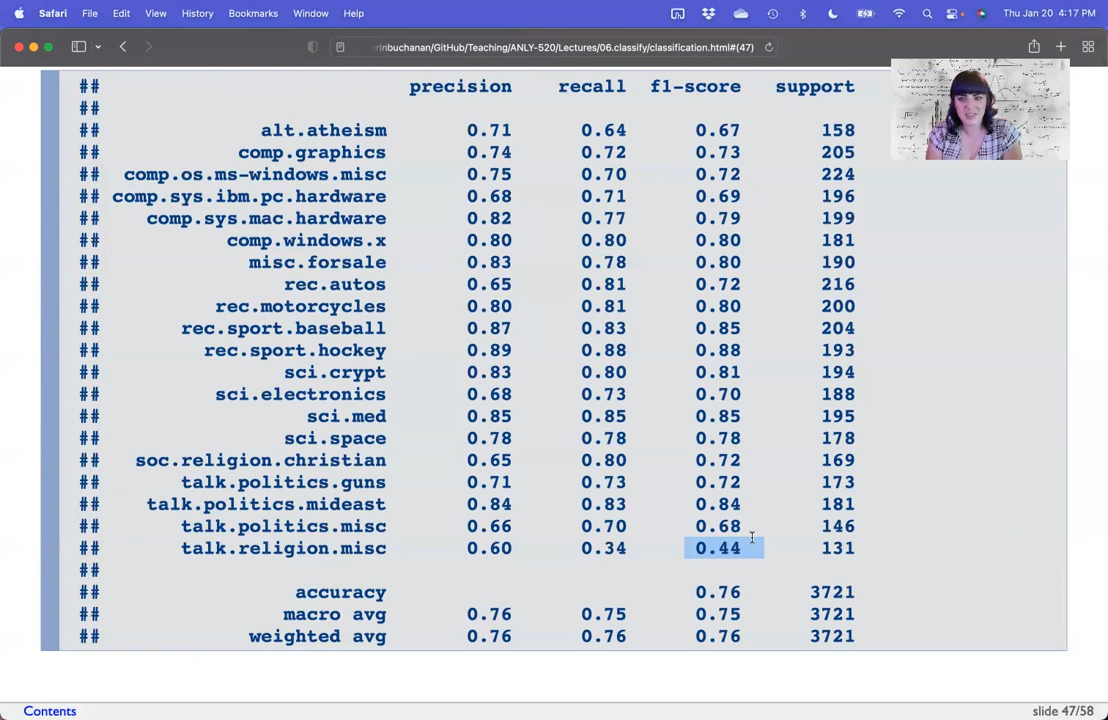 Safari File Edit View History Bookmarks Window Help Thu Jan 20 4:17 PM
rinbuchanan/GitHub/Teaching/ANLY-520/Lectures/06.classify/classification.html#(47)
## precision recall f1-score support
##
## alt.atheism 0.71 0.64 0.67 158
## comp.graphics 0.74 0.72 0.73 205
## comp.os.ms-windows.misc 0.75 0.70 0.72 224
## comp.sys.ibm.pc.hardware 0.68 0.71 0.69 196
## comp.sys.mac.hardware 0.82 0.77 0.79 199
## comp.windows.x 0.80 0.80 0.80 181
## misc.forsale 0.83 0.78 0.80 190
## rec.autos 0.65 0.81 0.72 216
## rec.motorcycles 0.80 0.81 0.80 200
## rec.sport.baseball 0.87 0.83 0.85 204
## rec.sport.hockey 0.89 0.88 0.88 193
## sci.crypt 0.83 0.80 0.81 194
## sci.electronics 0.68 0.73 0.70 188
## sci.med 0.85 0.85 0.85 195
## sci.space 0.78 0.78 0.78 178
## soc.religion.christian 0.65 0.80 0.72 169
## talk.politics.guns 0.71 0.73 0.72 173
## talk.politics.mideast 0.84 0.83 0.84 181
## talk.politics.misc 0.66 0.70 0.68 146
## talk.religion.misc 0.60 0.34 0.44 131
##
## accuracy 0.76 3721
## macro avg 0.76 0.75 0.75 3721
## weighted avg 0.76 0.76 0.76 3721
Contents slide 47/58